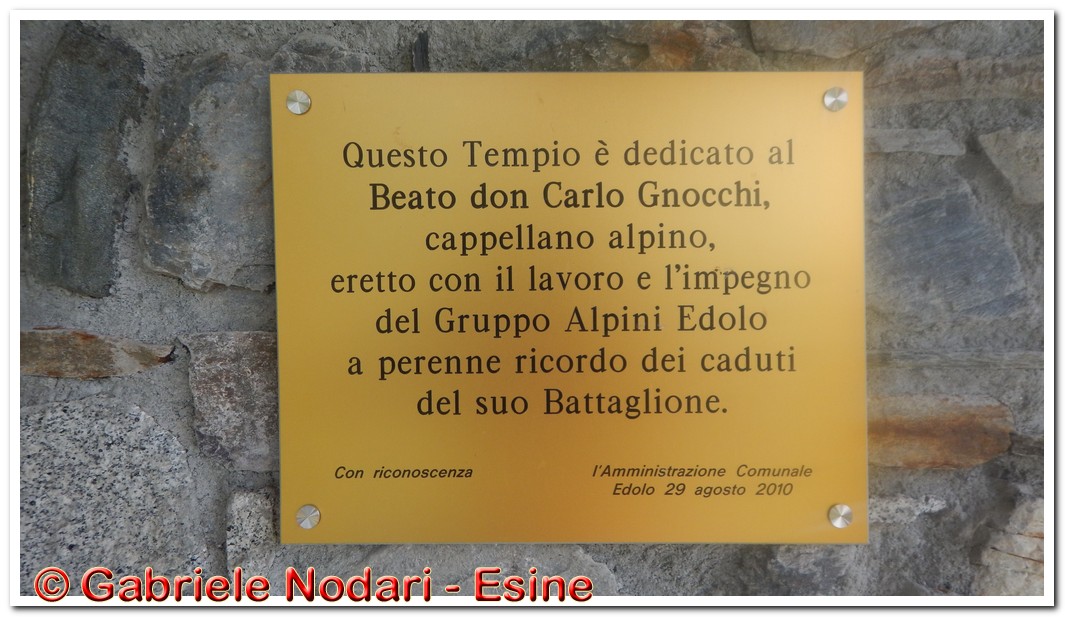 Questo Tempio è dedicato al
Beato don Carlo Gnocchi,
cappellano alpino,
eretto con il lavoro e l'impegno
del Gruppo Alpini Edolo
a perenne ricordo dei caduti
del suo Battaglione.
Con riconoscenza
l'Amministrazione Comunale
Edolo 29 agosto 2010
© Gabriele Nodari - Esine